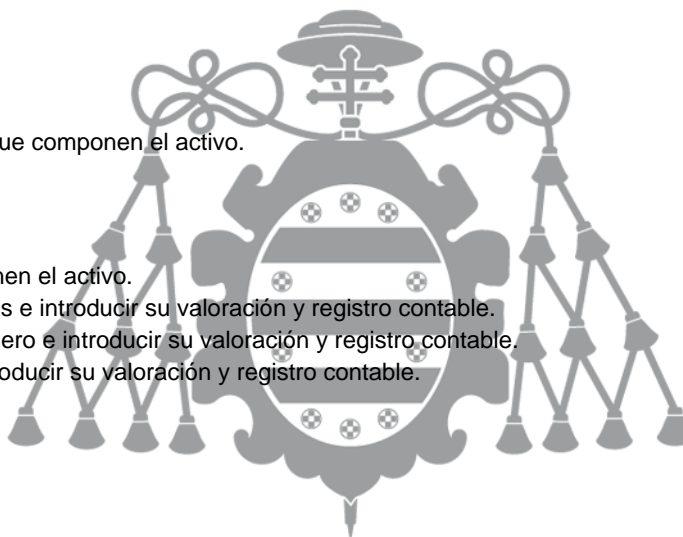 ue componen el activo.
nen el activo.
s e introducir su valoración y registro contable.
ero e introducir su valoración y registro contable.
oducir su valoración y registro contable.